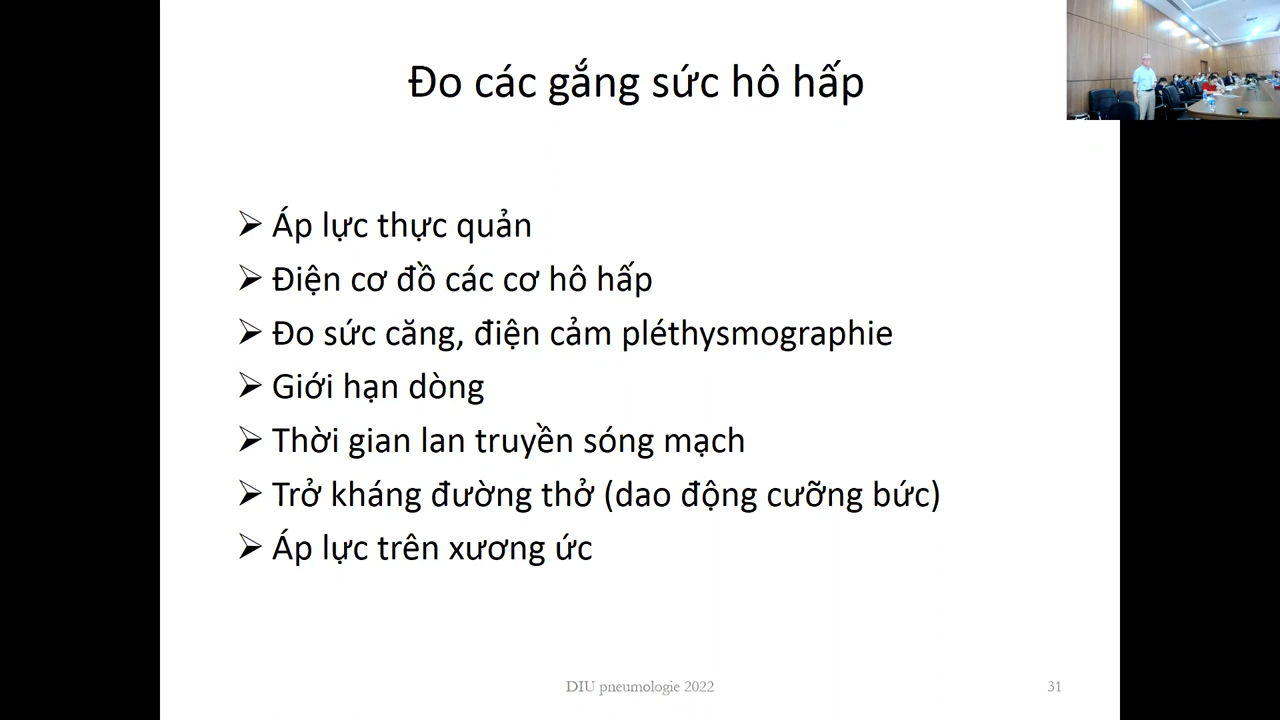 Đo các gắng sức hô hấp
➢ Áp lực thực quản
➢ Điện cơ đồ các cơ hô hấp
➢ Đo sức căng, điện cảm pléthysmographie
➢ Giới hạn dòng
➢ Thời gian lan truyền sóng mạch
➢ Trở kháng đường thở (dao động cưỡng bức)
➢ Áp lực trên xương ức
DIU pneumologie 2022
31